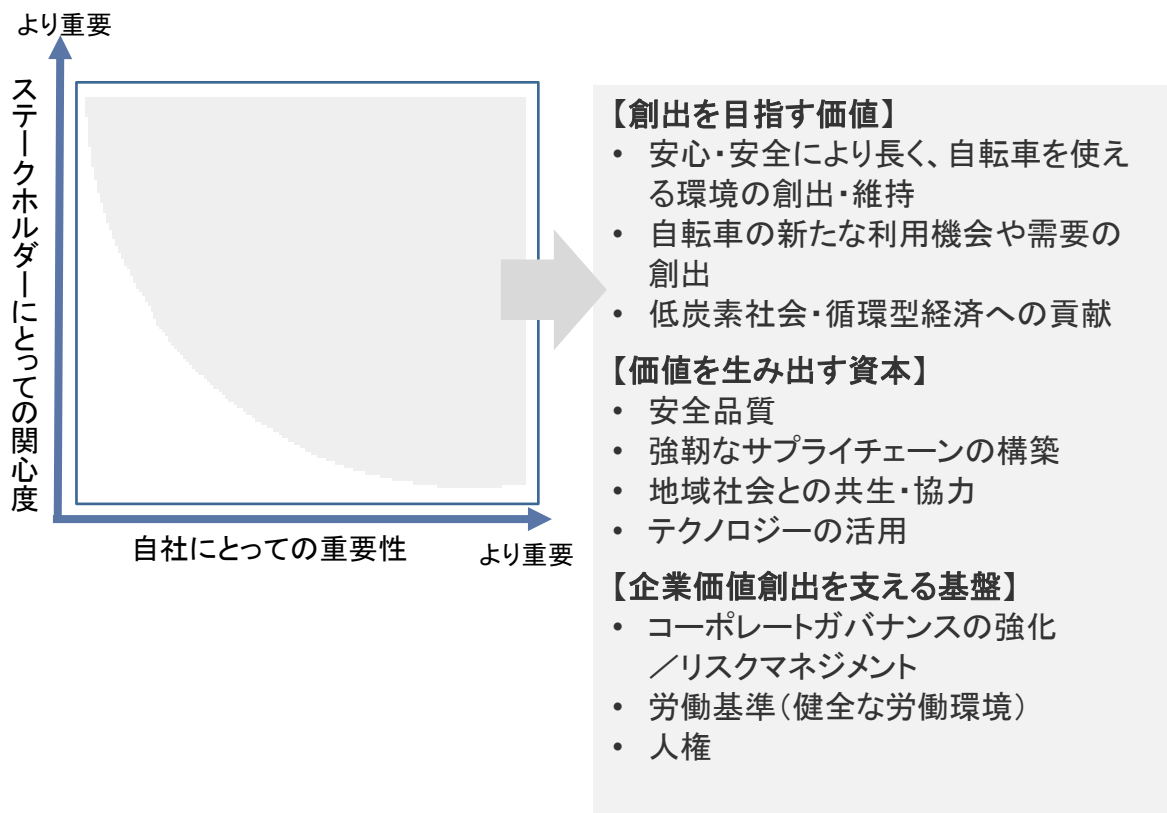 より重要
ステークホルダーにとっての関心度
自社にとっての重要性
より重要
【創出を目指す価値】
• 安心・安全により長く、自転車を使え
る環境の創出・維持
• 自転車の新たな利用機会や需要の
創出
• 低炭素社会・循環型経済への貢献
【価値を生み出す資本】
• 安全品質
• 強靭なサプライチェーンの構築
• 地域社会との共生・協力
• テクノロジーの活用
【企業価値創出を支える基盤】
• コーポレートガバナンスの強化
／リスクマネジメント
• 労働基準（健全な労働環境）
• 人権